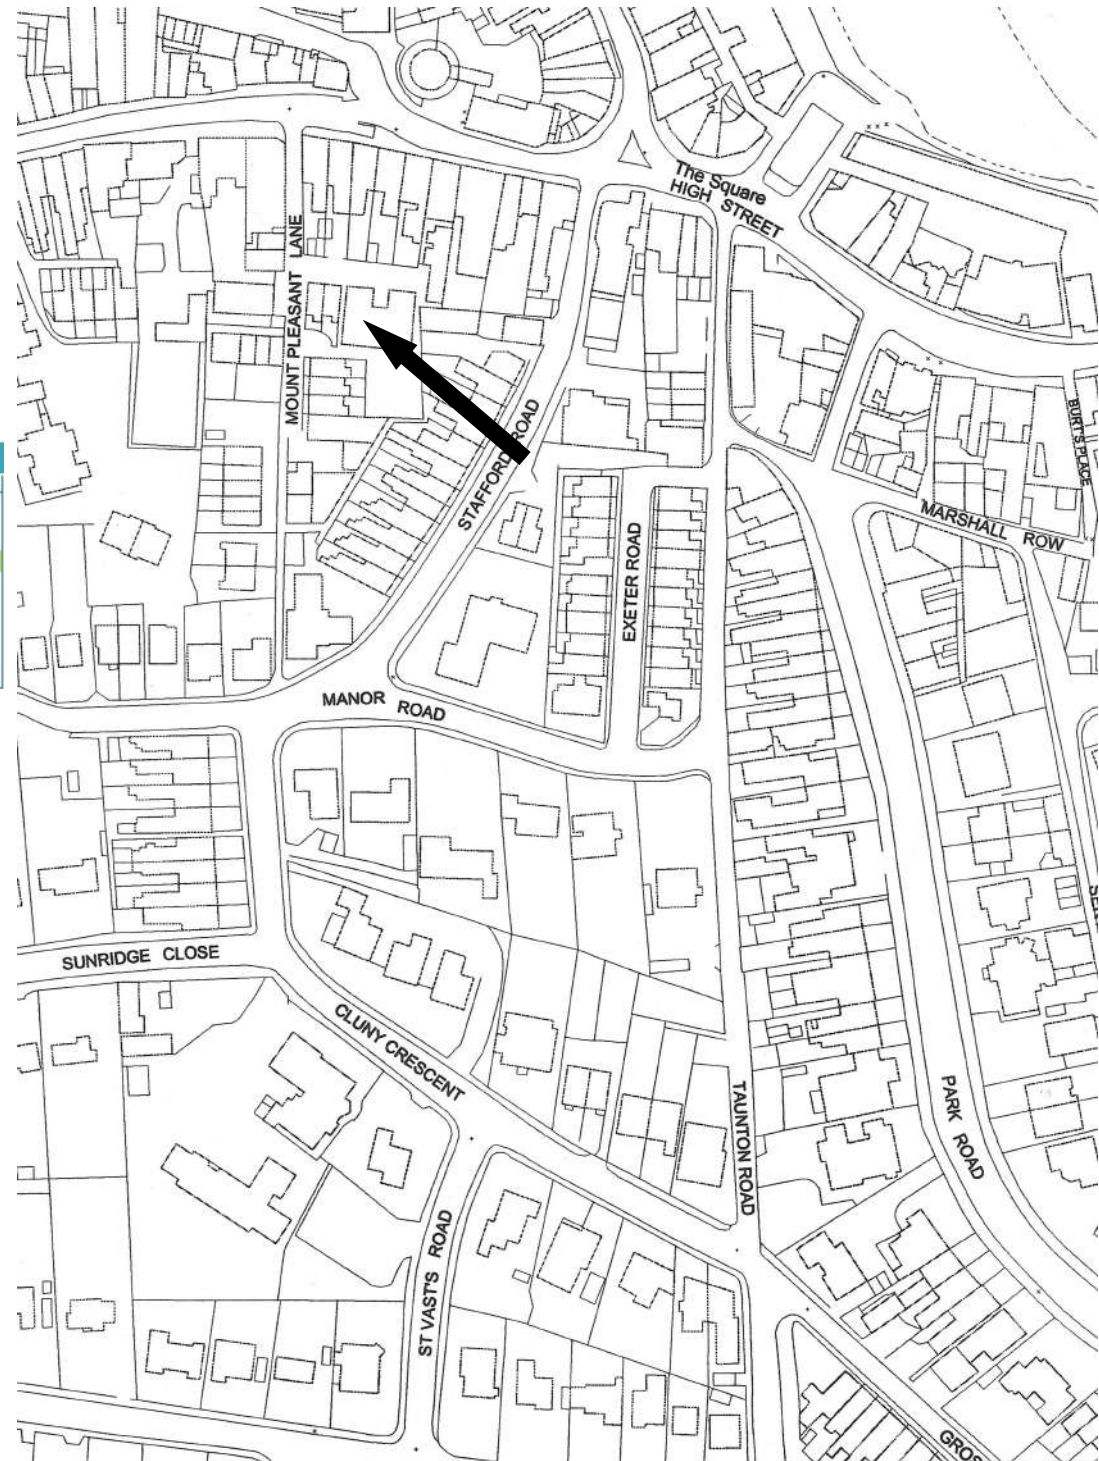 The Square
HIGH STREET
MOUNT PLEASANT LANE
STAFFORD ROAD
BURT'S PLACE
MARSHALL ROW
EXETER ROAD
MANOR ROAD
SUNRIDGE CLOSE
CLUNY CRESCENT
TAUNTON ROAD
PARK ROAD
ST VAST'S ROAD
GROS